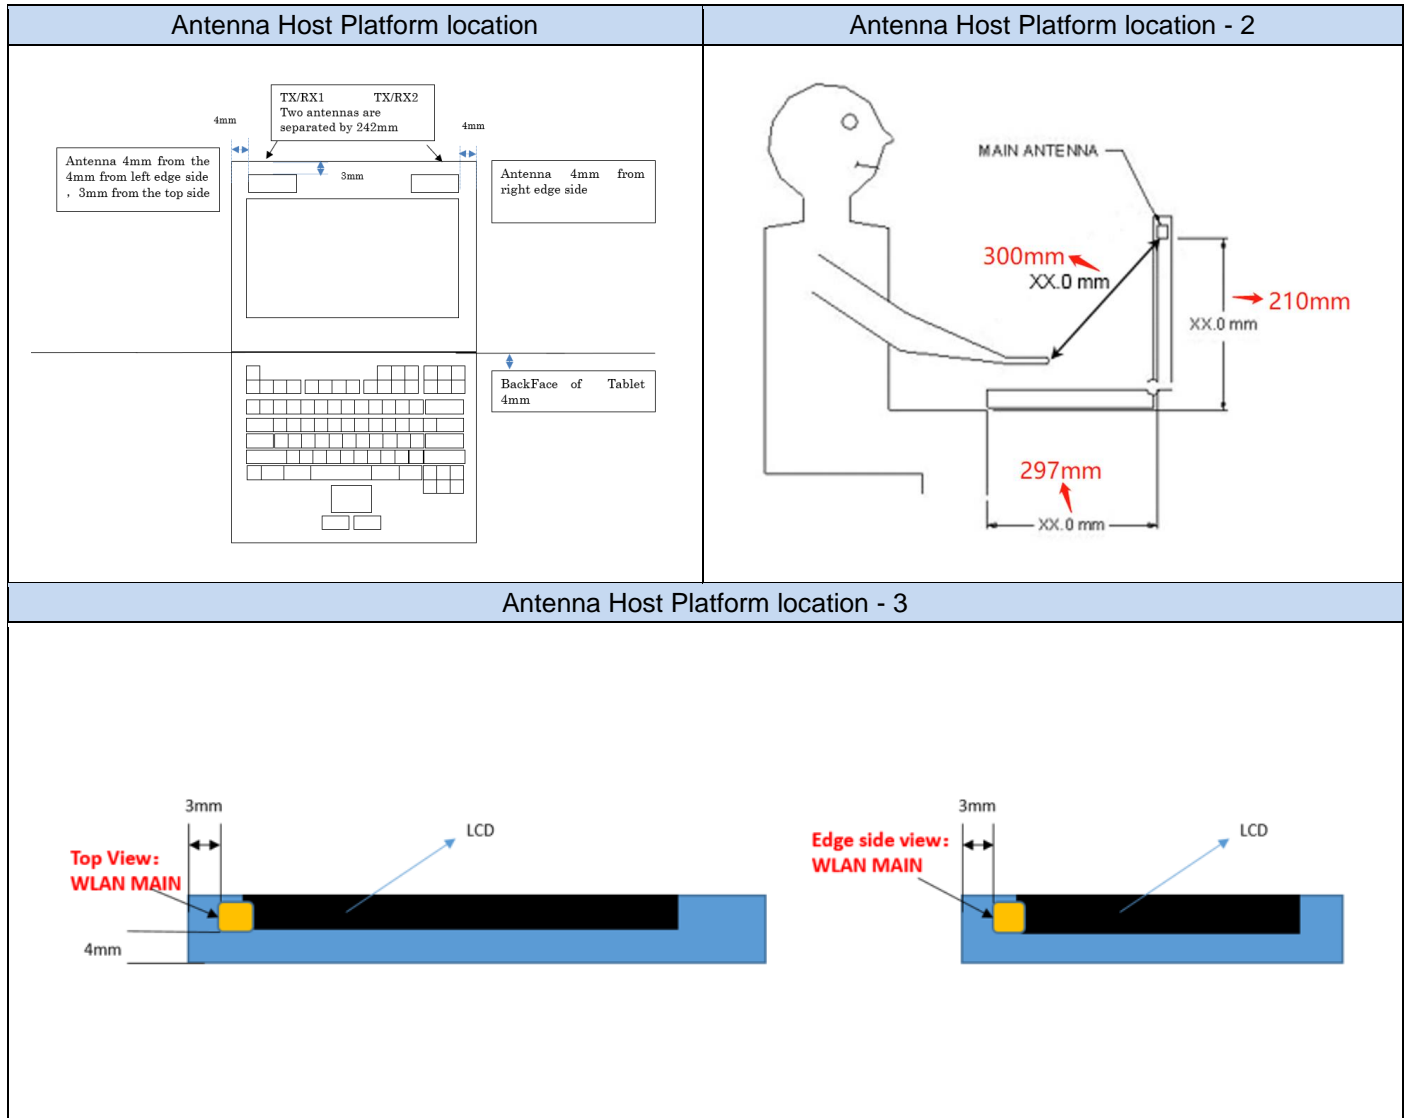 Antenna Host Platform location
Antenna Host Platform location - 2
TX/RX1 TX/RX2
Two antennas are
separated by 242mm
4mm
4mm
Antenna 4mm from the
4mm from left edge side
，3mm from the top side
3mm
Antenna 4mm from
right edge side
BackFace of Tablet
4mm
MAIN ANTENNA
300mm
XX.0 mm
210mm
XX.0 mm
297mm
XX.0 mm
Antenna Host Platform location - 3
3mm
LCD
Top View:
WLAN MAIN
4mm
3mm
LCD
Edge side view:
WLAN MAIN